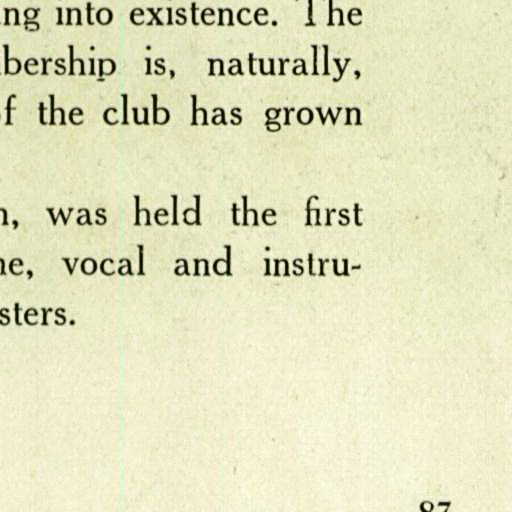 ng into existence. The
bership is, naturally,
of the club has grown
n, was held the first
ne, vocal and instru-
sters.
87